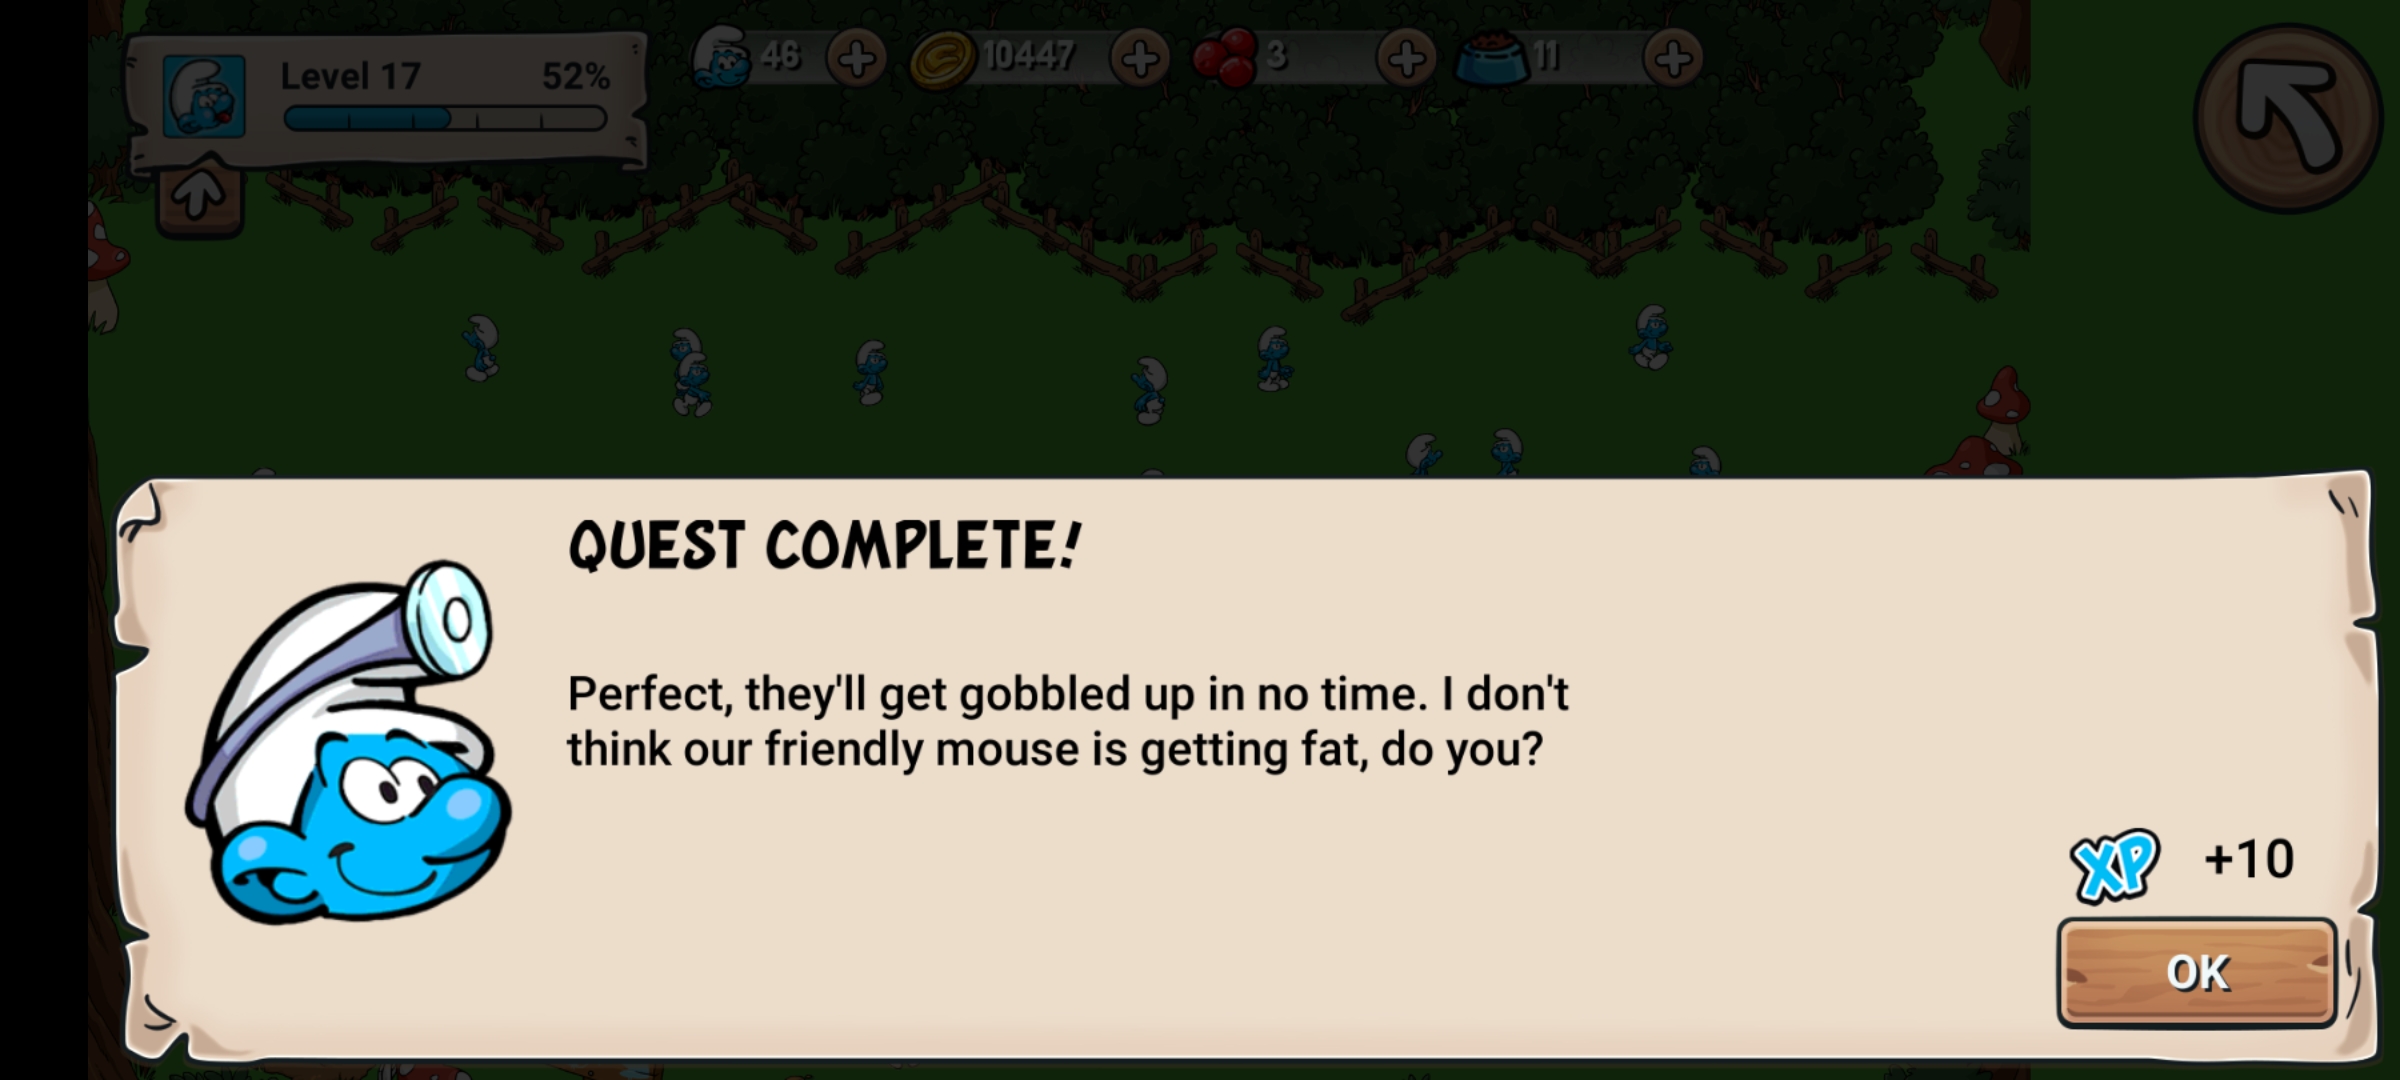 Level 17 52%
46 10447 3 11
QUEST COMPLETE!
Perfect, they'll get gobbled up in no time. I don't
think our friendly mouse is getting fat, do you?
XP +10
OK